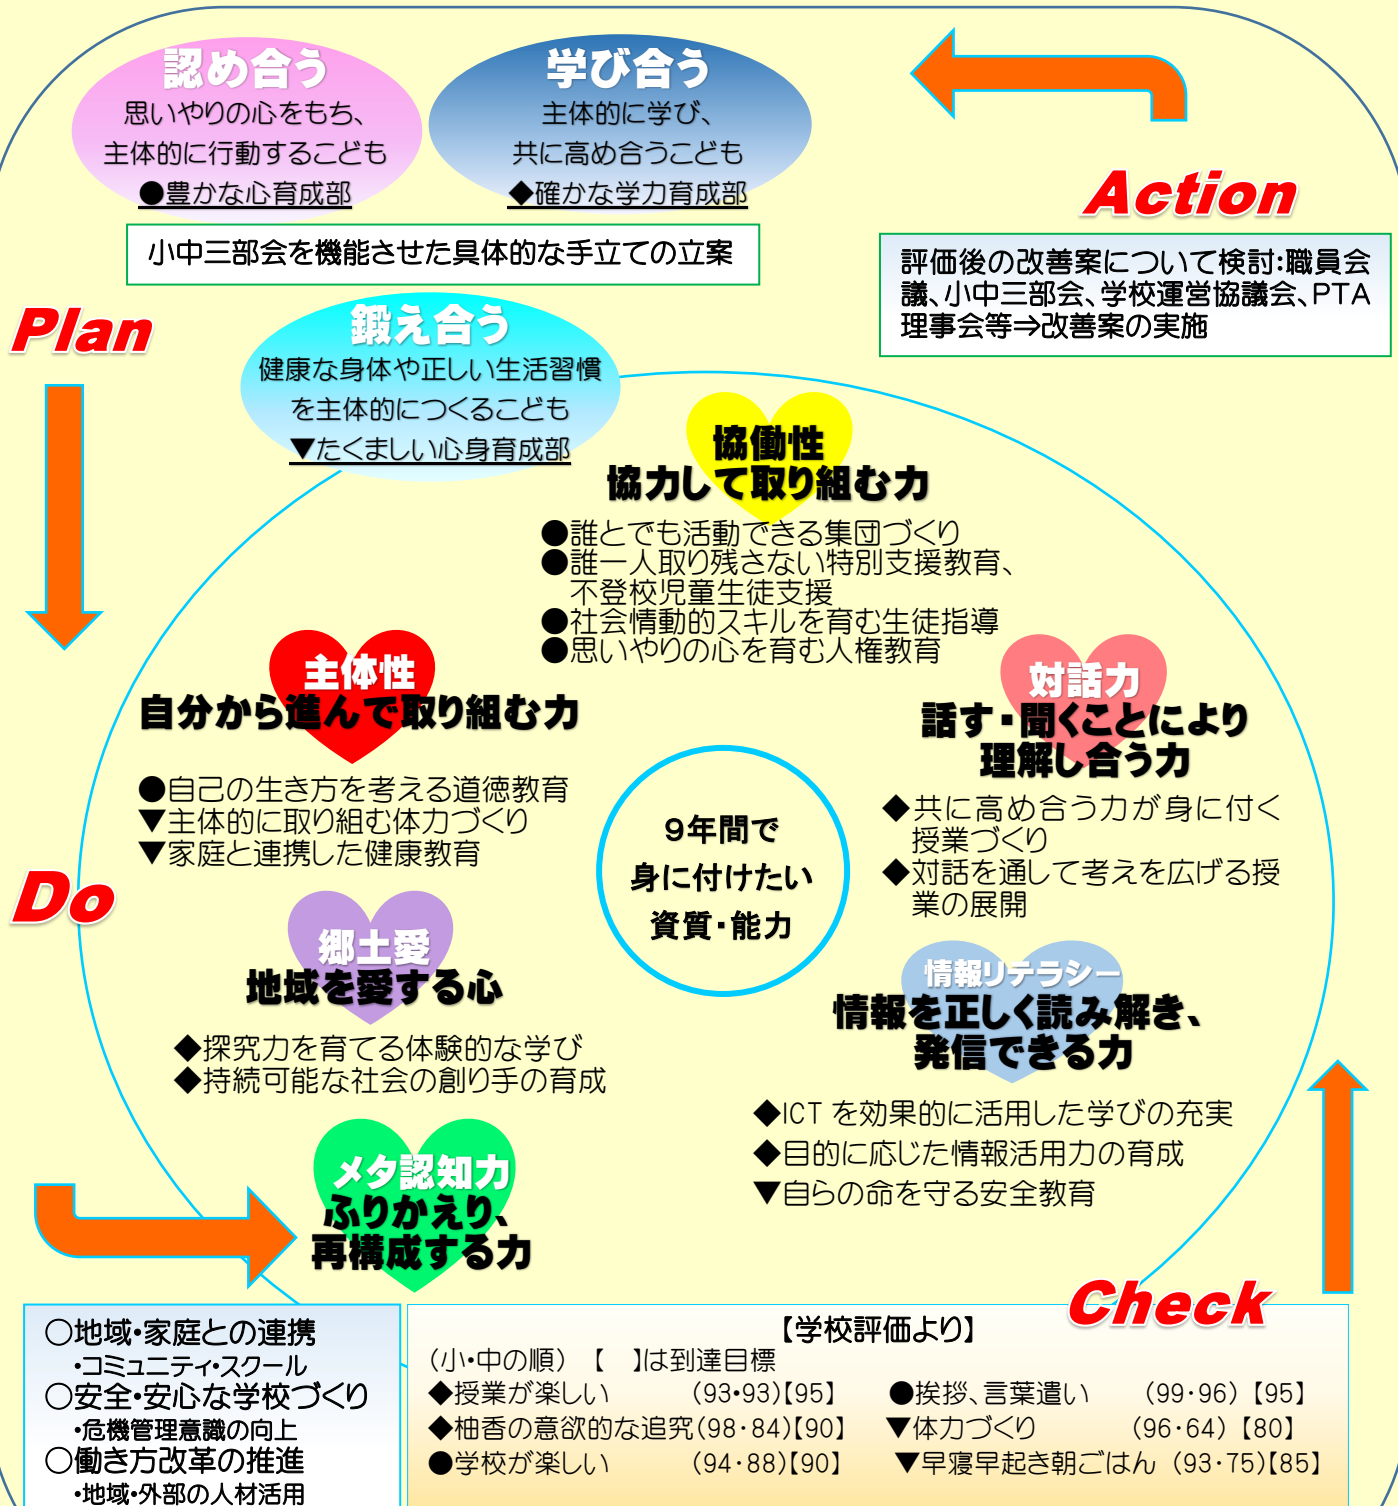 認め合う
思いやりの心をもち、
主体的に行動するこども
●豊かな心育成部
学び合う
主体的に学び、
共に高め合うこども
◆確かな学力育成部
小中三部会を機能させた具体的な手立ての立案
Action
評価後の改善案について検討:職員会
議、小中三部会、学校運営協議会、PTA
理事会等⇒改善案の実施
Plan
鍛え合う
健康な身体や正しい生活習慣
を主体的につくるこども
▼たくましい心身育成部
協働性
協力して取り組む力
●誰とでも活動できる集団づくり
●誰一人取り残さない特別支援教育、
不登校児童生徒支援
●社会情動的スキルを育む生徒指導
●思いやりの心を育む人権教育
主体性
自分から進んで取り組む力
●自己の生き方を考える道徳教育
▼主体的に取り組む体力づくり
▼家庭と連携した健康教育
対話力
話す・聞くことにより
理解し合う力
◆共に高め合う力が身に付く
授業づくり
◆対話を通して考えを広げる授
業の展開
9年間で
身に付けたい
資質・能力
Do
郷土愛
地域を愛する心
◆探究力を育てる体験的な学び
◆持続可能な社会の創り手の育成
情報リテラシー
情報を正しく読み解き、
発信できる力
◆ICTを効果的に活用した学びの充実
◆目的に応じた情報活用力の育成
▼自らの命を守る安全教育
メタ認知力
ふりかえり、
再構成する力
Check
○地域・家庭との連携
・コミュニティ・スクール
○安全・安心な学校づくり
・危機管理意識の向上
○働き方改革の推進
・地域・外部の人材活用
【学校評価より】
(小・中の順) 【 】は到達目標
◆授業が楽しい (93・93)【95】 ●挨拶、言葉遣い (99・96)【95】
◆柚香の意欲的な追究(98・84)【90】 ▼体力づくり (96・64)【80】
●学校が楽しい (94・88)【90】 ▼早寝早起き朝ごはん (93・75)【85】